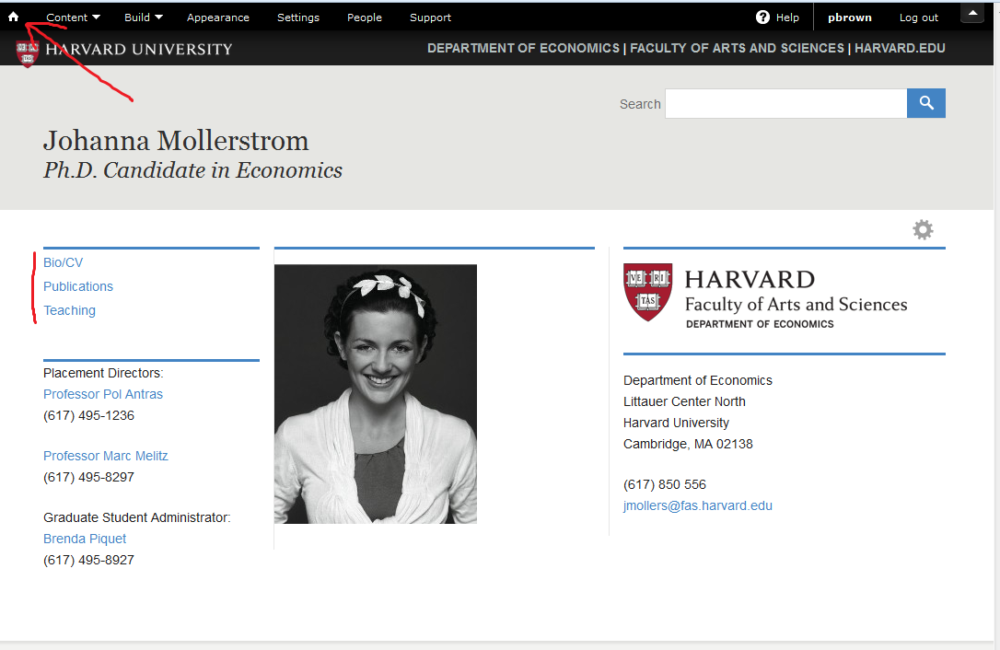 Content Build Appearance Settings People Support Help pbrown Log out
HARVARD UNIVERSITY DEPARTMENT OF ECONOMICS | FACULTY OF ARTS AND SCIENCES | HARVARD.EDU
Search
Johanna Mollerstrom
Ph.D. Candidate in Economics
Bio/CV
Publications
Teaching
Placement Directors:
Professor Pol Antras
(617) 495-1236
Professor Marc Melitz
(617) 495-8297
Graduate Student Administrator:
Brenda Piquet
(617) 495-8927
VE RI
TAS
HARVARD
Faculty of Arts and Sciences
DEPARTMENT OF ECONOMICS
Department of Economics
Littauer Center North
Harvard University
Cambridge, MA 02138
(617) 850 556
jmollers@fas.harvard.edu